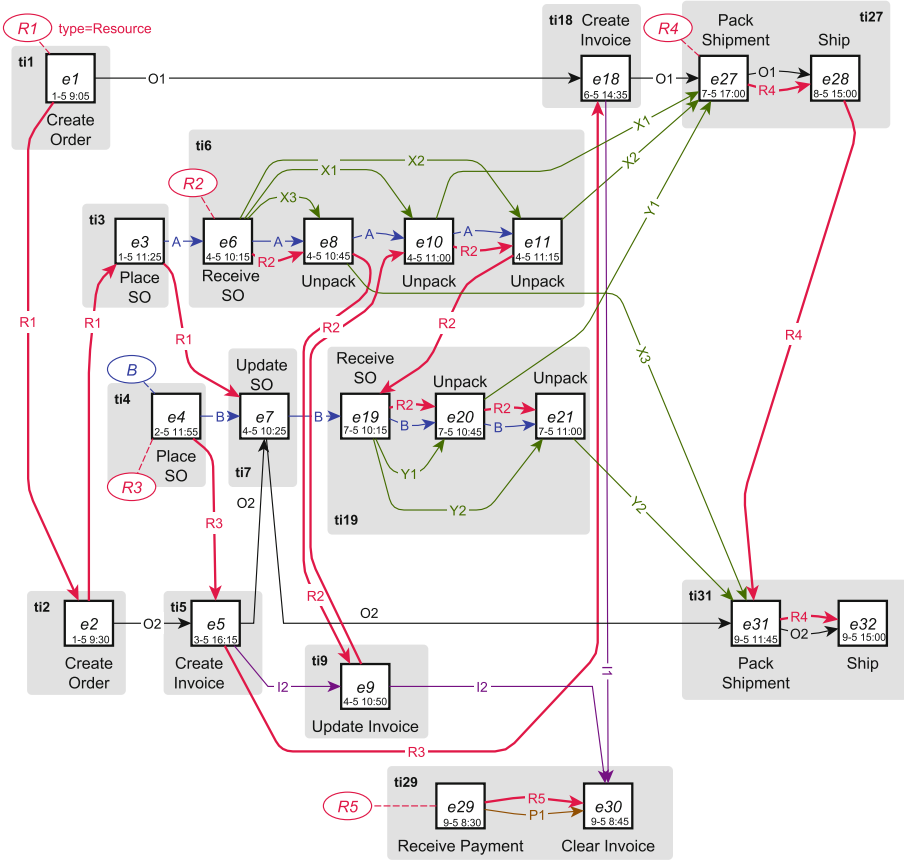 R1 type=Resource
ti1
e1
1-5 9:05
Create
Order
O1
ti18
Create
Invoice
e18
6-5 14:35
O1
R4
ti27
Pack
Shipment
Ship
e27
7-5 17:00
O1
R4
e28
8-5 15:00
ti6
R2
X1
X2
X3
X1
X2
Y1
ti3
e3
1-5 11:25
Place
SO
A
e6
4-5 10:15
Receive
SO
A
R2
e8
4-5 10:45
Unpack
A
e10
4-5 11:00
Unpack
A
R2
e11
4-5 11:15
Unpack
R1
R1
R1
R2
R2
R4
X3
B
ti4
e4
2-5 11:55
Place
SO
R3
B
Update
SO
e7
4-5 10:25
ti7
B
Receive
SO
e19
7-5 10:15
R2
B
Unpack
e20
7-5 10:45
R2
B
Unpack
e21
7-5 11:00
Y1
Y2
ti19
Y2
O2
R3
R2
O2
ti2
e2
1-5 9:30
Create
Order
O2
ti5
e5
3-5 16:15
Create
Invoice
I2
ti9
e9
4-5 10:50
Update Invoice
I2
I1
R3
ti31
e31
9-5 11:45
Pack
Shipment
R4
O2
e32
9-5 15:00
Ship
ti29
R5
e29
9-5 8:30
Receive Payment
R5
P1
e30
9-5 8:45
Clear Invoice